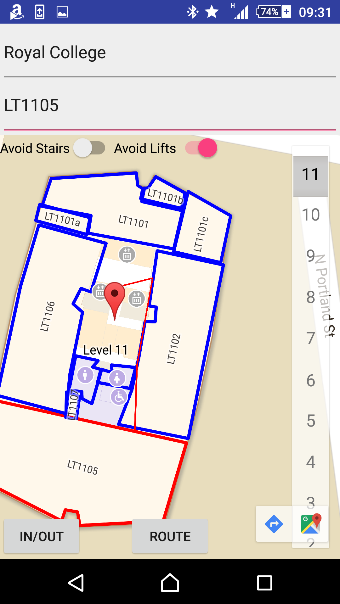 H
74%
09:31
Royal College
LT1105
Avoid Stairs
Avoid Lifts
11
10
9
8
7
6
5
4
3
2
N Portland St
LT1101b
LT1101a
LT1101
LT1101c
LT1106
LT1102
Level 11
LT1105
IN/OUT
ROUTE